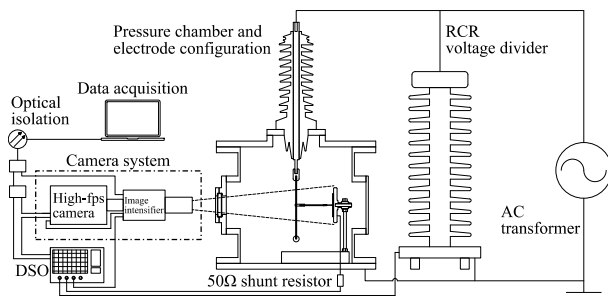 Pressure chamber and
electrode configuration
RCR
voltage divider
Data acquisition
Optical
isolation
Camera system
High-fps
camera
Image
intensifier
AC
transformer
DSO
50Ω shunt resistor